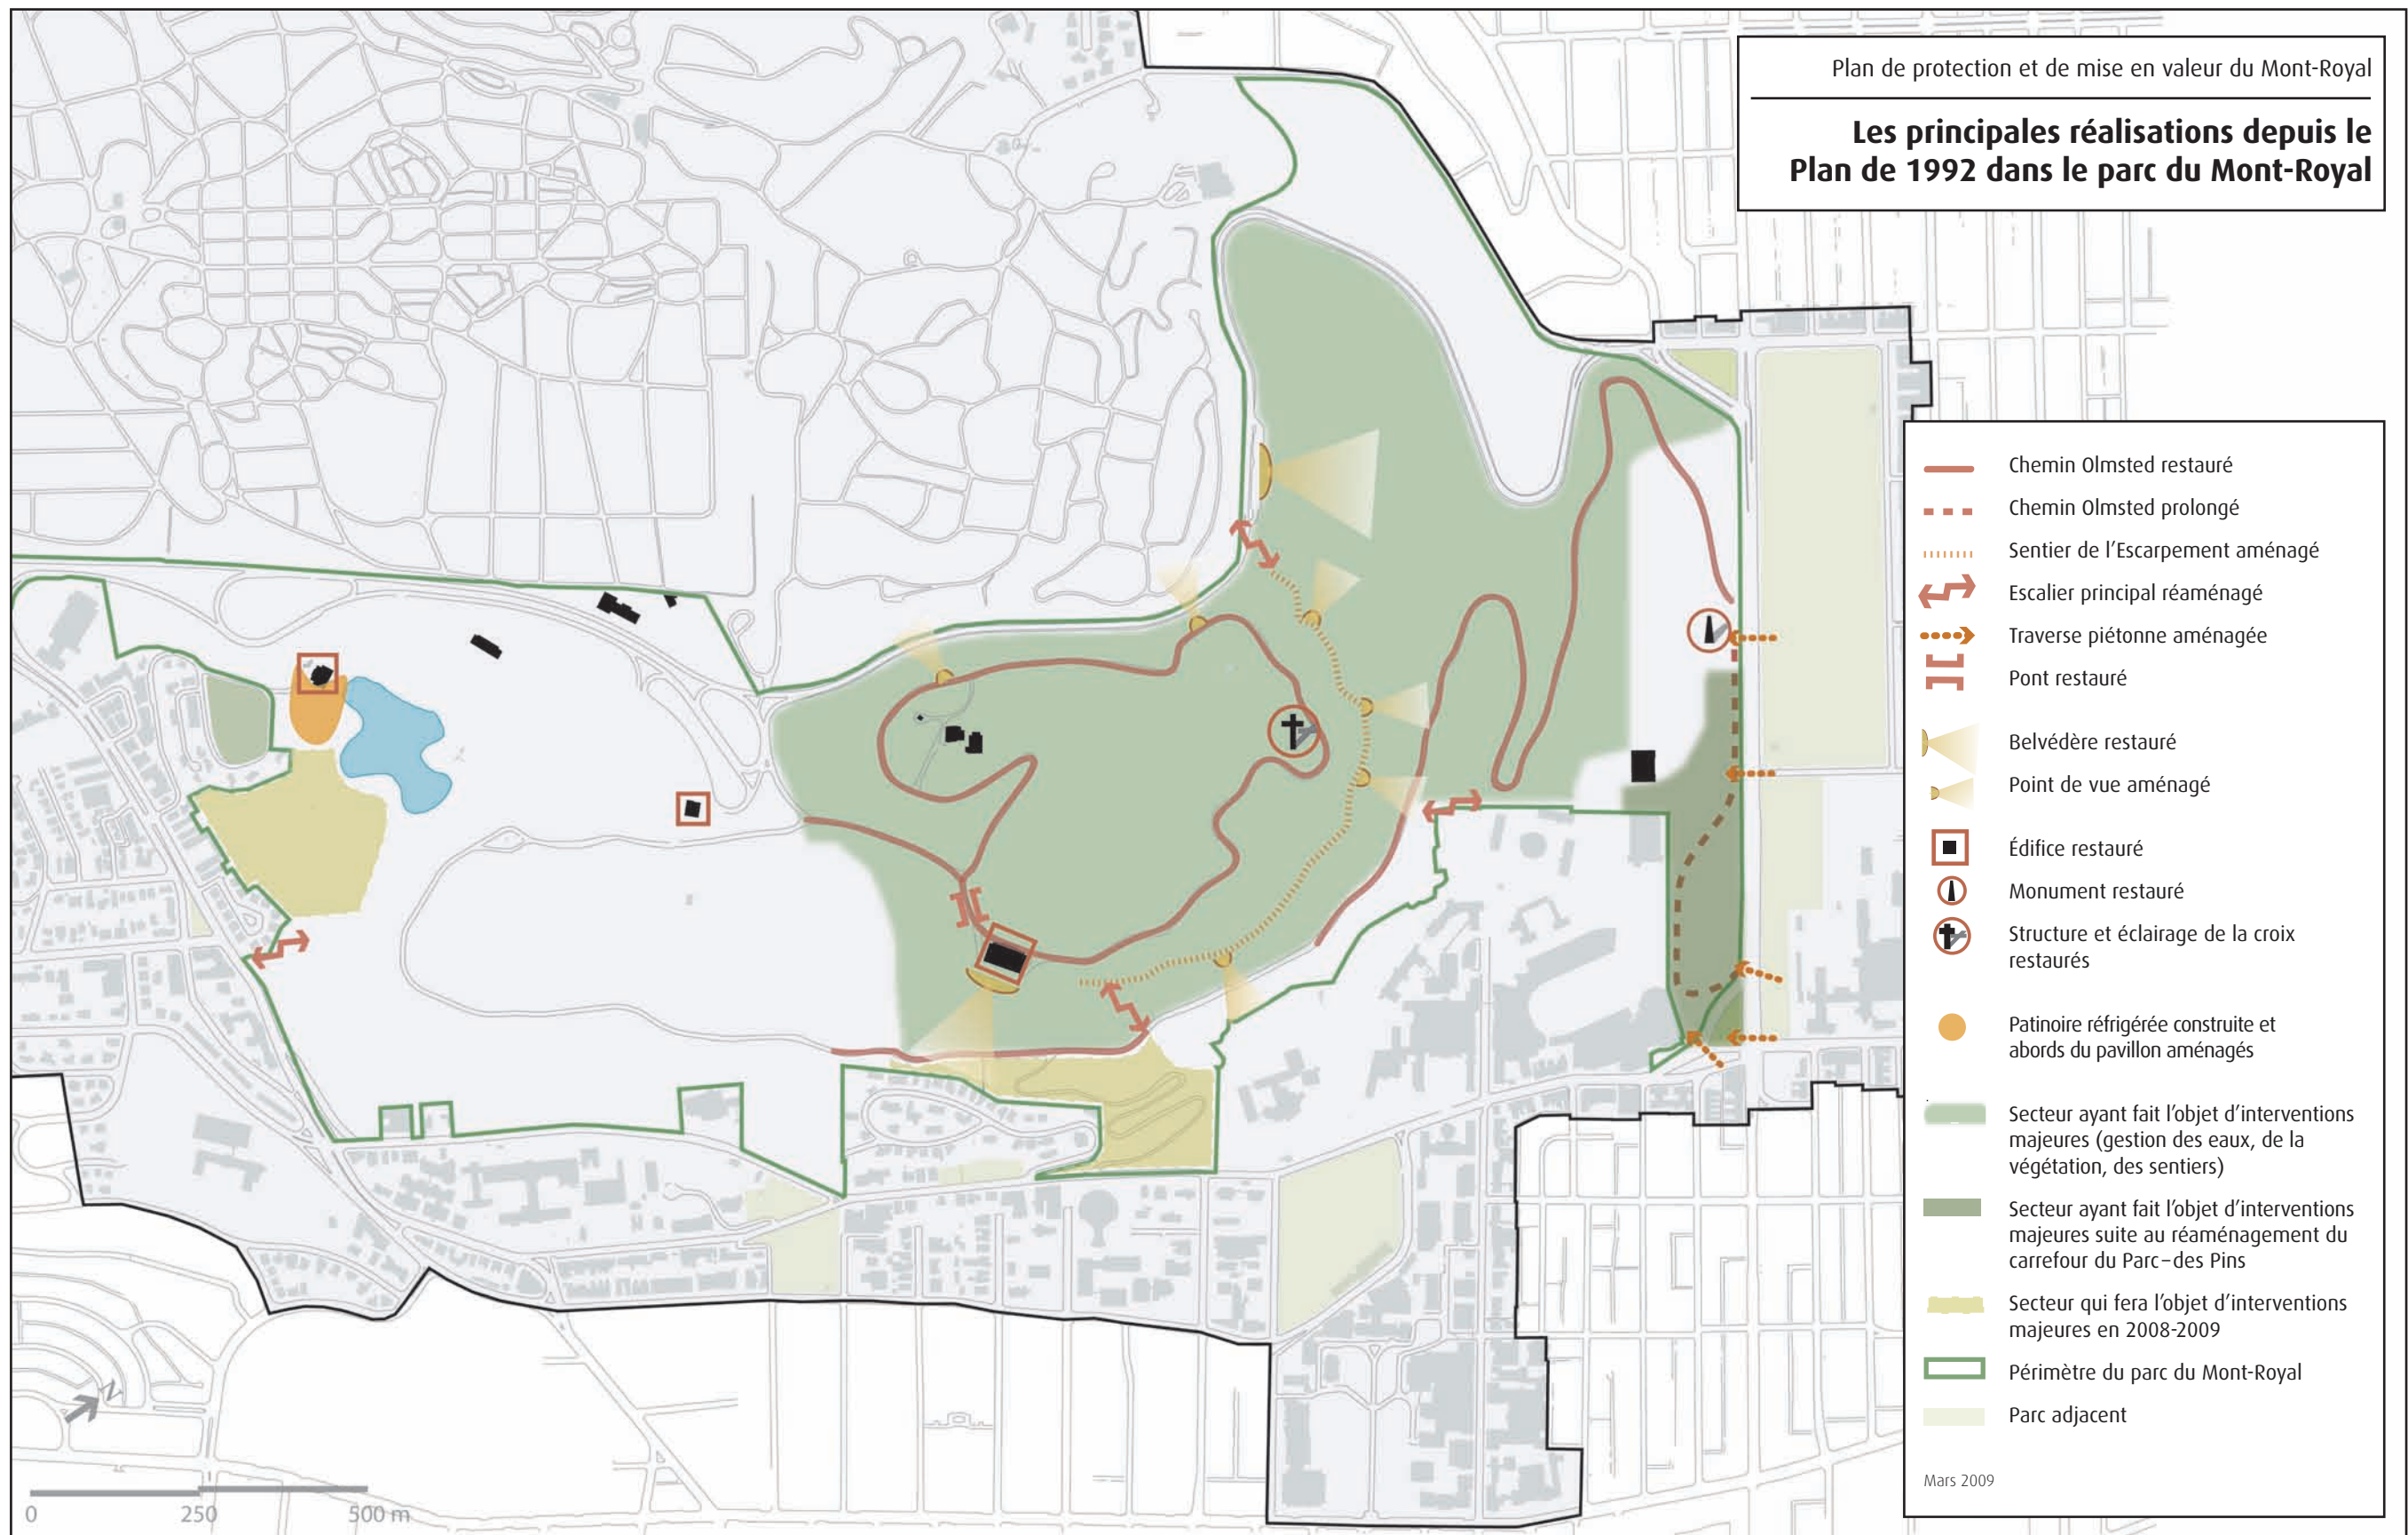 Plan de protection et de mise en valeur du Mont-Royal
Les principales réalisations depuis le
Plan de 1992 dans le parc du Mont-Royal
Chemin Olmsted restauré
Chemin Olmsted prolongé
Sentier de l'Escarpement aménagé
Escalier principal réaménagé
Traverse piétonne aménagée
Pont restauré
Belvédère restauré
Point de vue aménagé
Édifice restauré
Monument restauré
Structure et éclairage de la croix
restaurés
Patinoire réfrigérée construite et
abords du pavillon aménagés
Secteur ayant fait l'objet d'interventions
majeures (gestion des eaux, de la
végétation, des sentiers)
Secteur ayant fait l'objet d'interventions
majeures suite au réaménagement du
carrefour du Parc–des Pins
Secteur qui fera l'objet d'interventions
majeures en 2008-2009
Périmètre du parc du Mont-Royal
Parc adjacent
Mars 2009
N
0 250 500 m